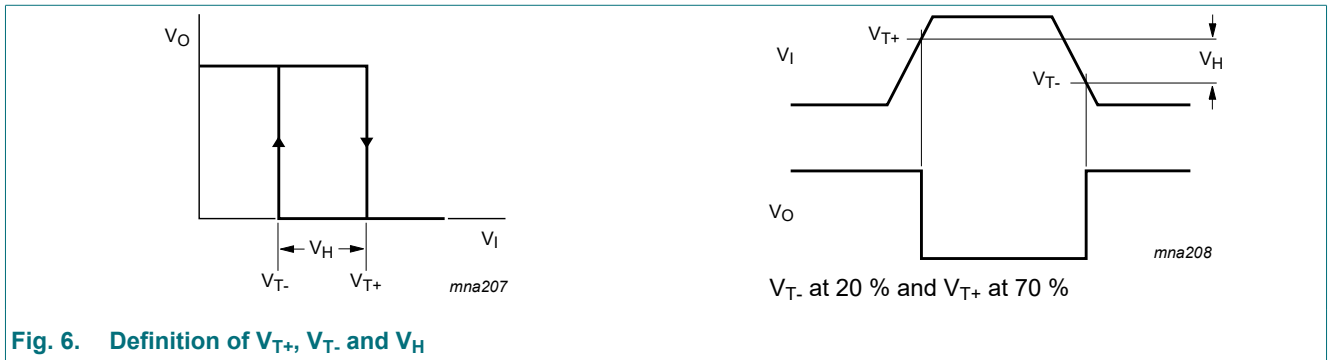 VO
VI
VH
VT-
VT+
mna207
VI
VT+
VT-
VH
VO
mna208
VT- at 20 % and VT+ at 70 %
Fig. 6. Definition of VT+, VT- and VH